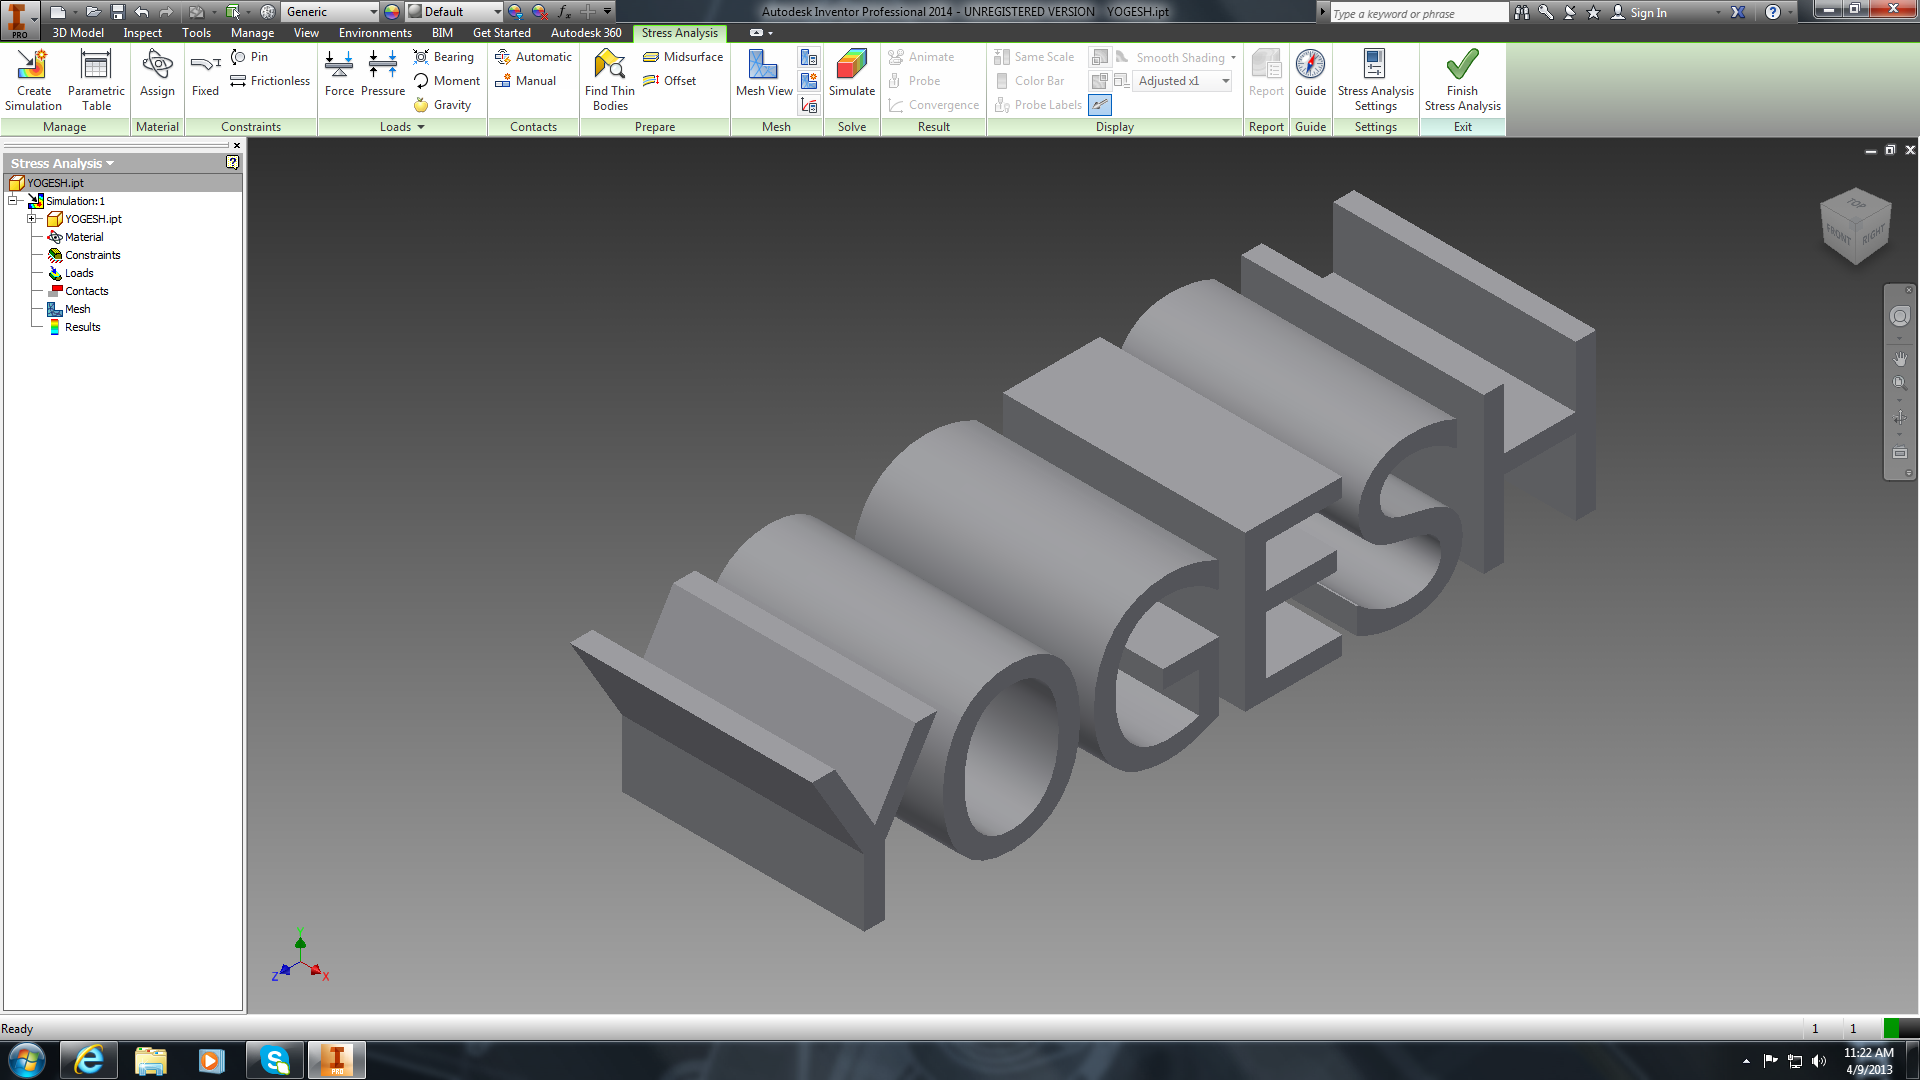 PRO
Generic
Default
fx
Autodesk Inventor Professional 2014 - UNREGISTERED VERSION YOGESH.ipt
Type a keyword or phrase
Sign In
3D Model Inspect Tools Manage View Environments BIM Get Started Autodesk 360 Stress Analysis
Create Simulation
Parametric Table
Manage
Assign
Material
Fixed
Pin
Frictionless
Constraints
Force
Pressure
Bearing
Moment
Gravity
Loads
Automatic
Manual
Contacts
Find Thin Bodies
Midsurface
Offset
Prepare
Mesh View
Mesh
Simulate
Solve
Animate
Probe
Convergence
Result
Same Scale
Color Bar
Probe Labels
Smooth Shading
Adjusted x1
Display
Report
Report
Guide
Guide
Stress Analysis Settings
Settings
Finish Stress Analysis
Exit
Stress Analysis
YOGESH.ipt
Simulation:1
YOGESH.ipt
Material
Constraints
Loads
Contacts
Mesh
Results
TOP
FRONT RIGHT
YOGESH
Y
Z X
Ready
1 1
PRO
11:22 AM
4/9/2013